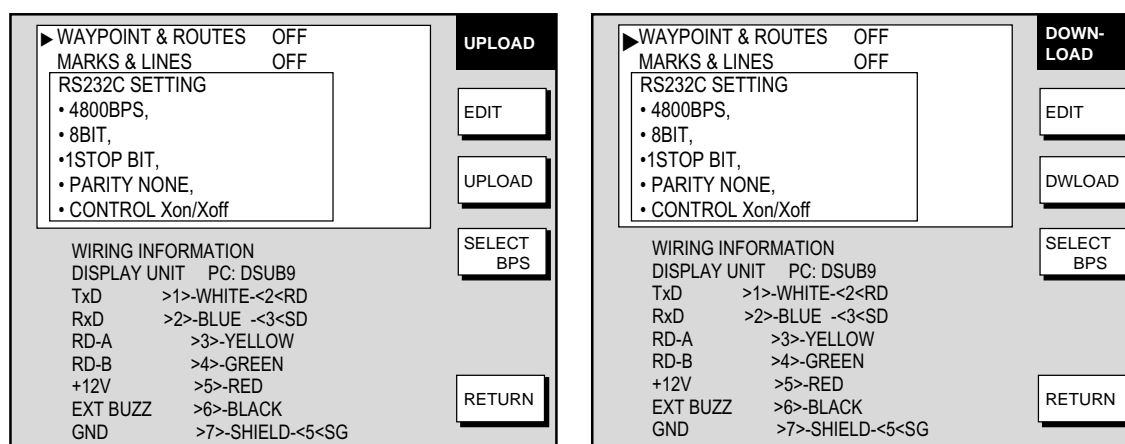 WAYPOINT & ROUTES OFF
MARKS & LINES OFF
RS232C SETTING
• 4800BPS,
• 8BIT,
•1STOP BIT,
• PARITY NONE,
• CONTROL Xon/Xoff
WIRING INFORMATION
DISPLAY UNIT PC: DSUB9
TxD >1>-WHITE-<2<RD
RxD >2>-BLUE -<3<SD
RD-A >3>-YELLOW
RD-B >4>-GREEN
+12V >5>-RED
EXT BUZZ >6>-BLACK
GND >7>-SHIELD-<5<SG
UPLOAD
EDIT
UPLOAD
SELECT
BPS
RETURN
WAYPOINT & ROUTES OFF
MARKS & LINES OFF
RS232C SETTING
• 4800BPS,
• 8BIT,
•1STOP BIT,
• PARITY NONE,
• CONTROL Xon/Xoff
WIRING INFORMATION
DISPLAY UNIT PC: DSUB9
TxD >1>-WHITE-<2<RD
RxD >2>-BLUE -<3<SD
RD-A >3>-YELLOW
RD-B >4>-GREEN
+12V >5>-RED
EXT BUZZ >6>-BLACK
GND >7>-SHIELD-<5<SG
DOWN-
LOAD
EDIT
DWLOAD
SELECT
BPS
RETURN